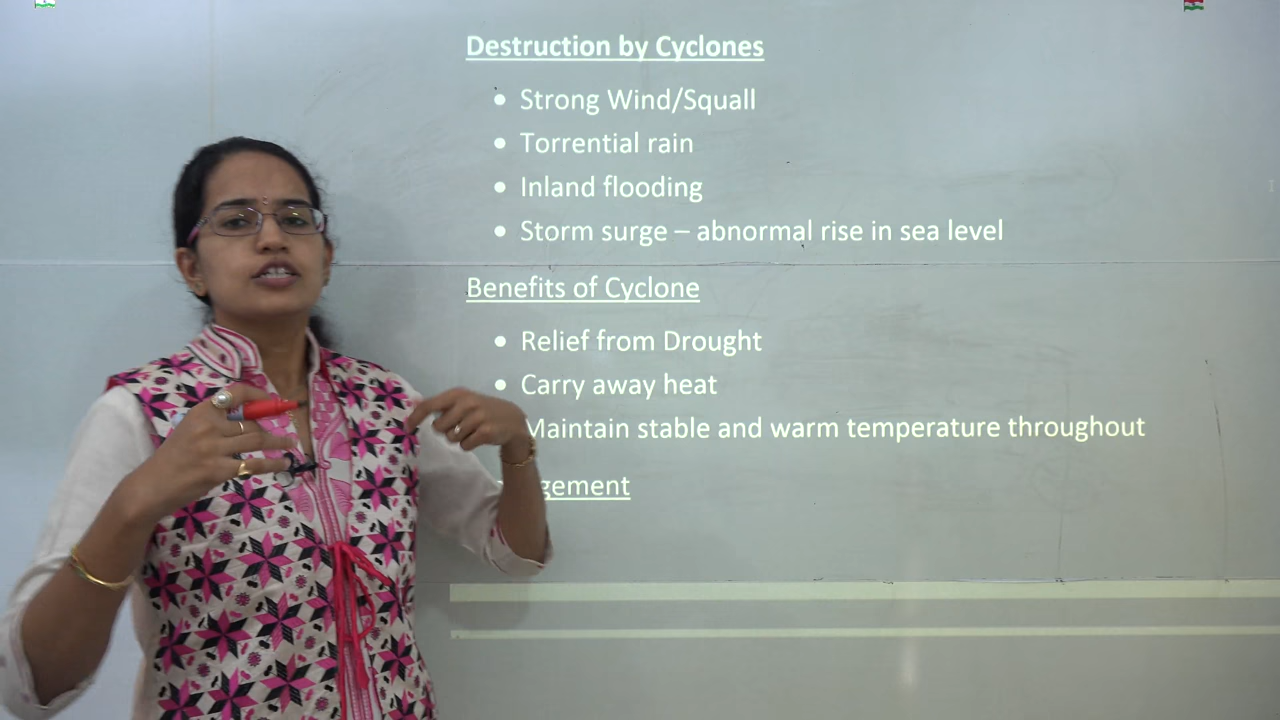 Destruction by Cyclones
• Strong Wind/Squall
• Torrential rain
• Inland flooding
• Storm surge – abnormal rise in sea level
Benefits of Cyclone
• Relief from Drought
• Carry away heat
Maintain stable and warm temperature throughout